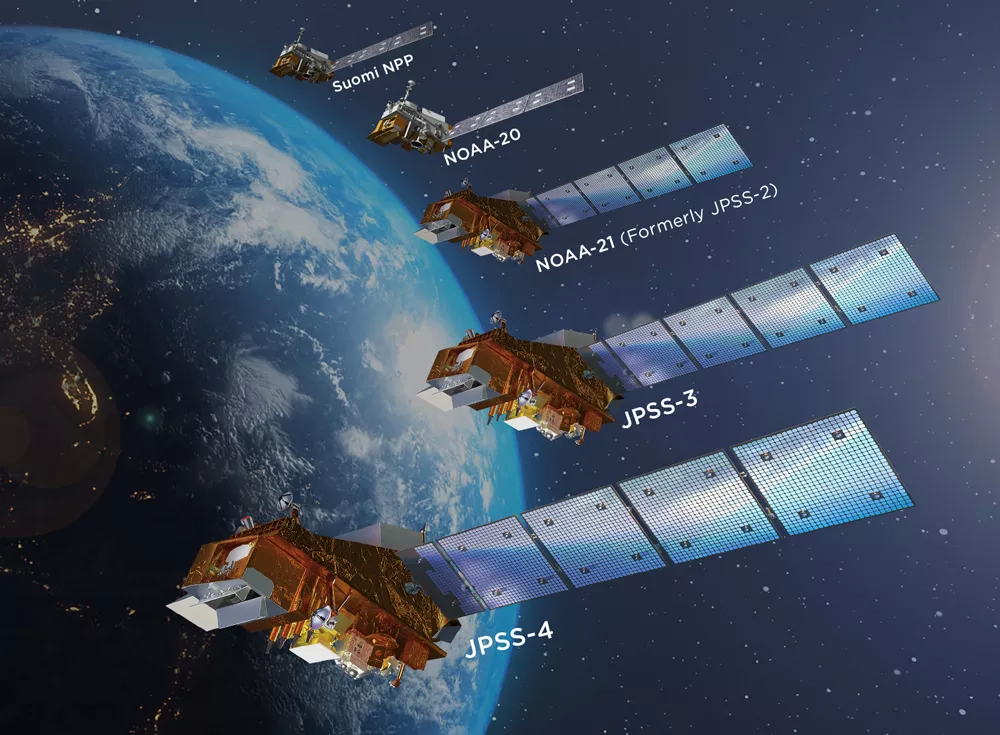 Suomi NPP
NOAA-20
NOAA-21 (Formerly JPSS-2)
JPSS-3
JPSS-4